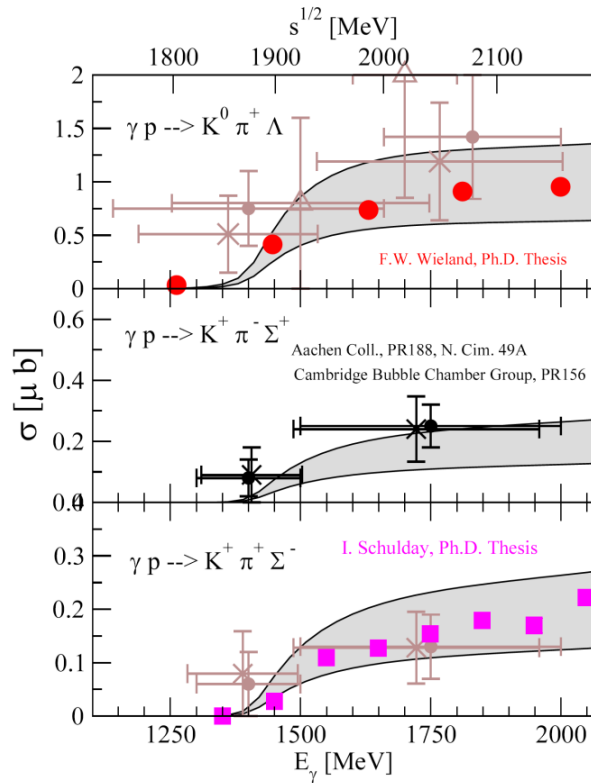 s^{1/2} [MeV]
1800 1900 2000 2100
2
1.5
1
0.5
0
γ p --> K^0 π^+ Λ
F.W. Wieland, Ph.D. Thesis
0.6
0.4
0.2
0
γ p --> K^+ π^- Σ^+
Aachen Coll., PR188, N. Cim. 49A
Cambridge Bubble Chamber Group, PR156
σ [μ b]
0.4
0.3
0.2
0.1
0
γ p --> K^+ π^+ Σ^-
I. Schulday, Ph.D. Thesis
1250 1500 1750 2000
E_γ [MeV]